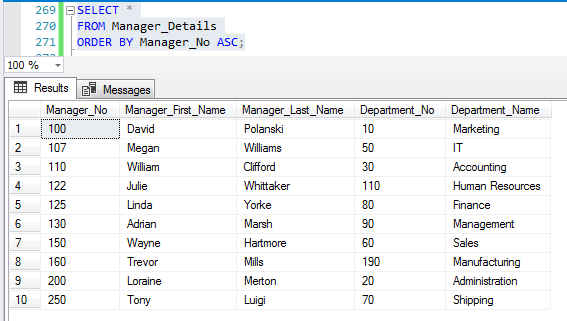 269 SELECT *
270 FROM Manager_Details
271 ORDER BY Manager_No ASC;
100 %
Results Messages
Manager_No Manager_First_Name Manager_Last_Name Department_No Department_Name
1 100 David Polanski 10 Marketing
2 107 Megan Williams 50 IT
3 110 William Clifford 30 Accounting
4 122 Julie Whittaker 110 Human Resources
5 125 Linda Yorke 80 Finance
6 130 Adrian Marsh 90 Management
7 150 Wayne Hartmore 60 Sales
8 160 Trevor Mills 190 Manufacturing
9 200 Loraine Merton 20 Administration
10 250 Tony Luigi 70 Shipping